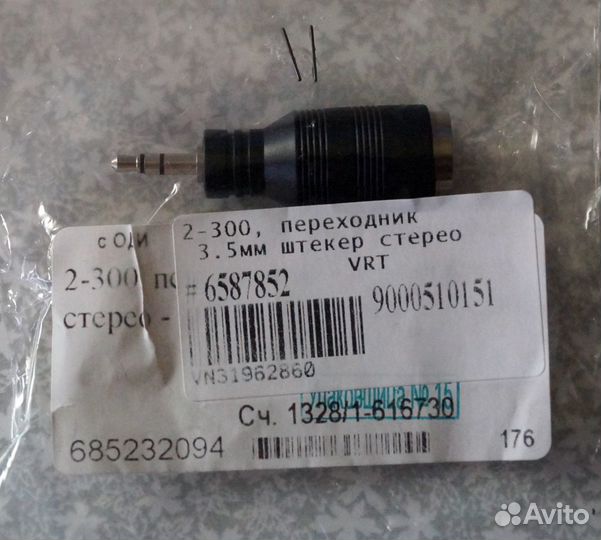 2-300, переходник
3.5мм штекер стерео
VRT
#6587852
9000510151
VN31962860
с ОДИ
2-300
стерео -
Упаковщица № 15
Сч. 1328/1-616730
685232094
176
Avito